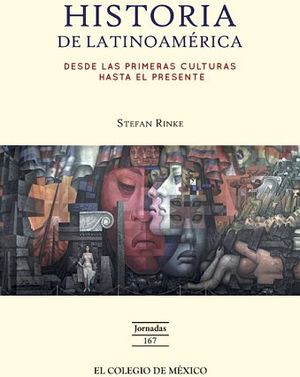 HISTORIA
DE LATINOAMÉRICA
DESDE LAS PRIMERAS CULTURAS
HASTA EL PRESENTE
STEFAN RINKE
Jornadas
167
EL COLEGIO DE MÉXICO